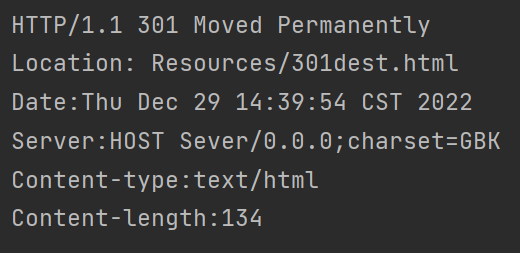 HTTP/1.1 301 Moved Permanently
Location: Resources/301dest.html
Date:Thu Dec 29 14:39:54 CST 2022
Server:HOST Sever/0.0.0;charset=GBK
Content-type:text/html
Content-length:134